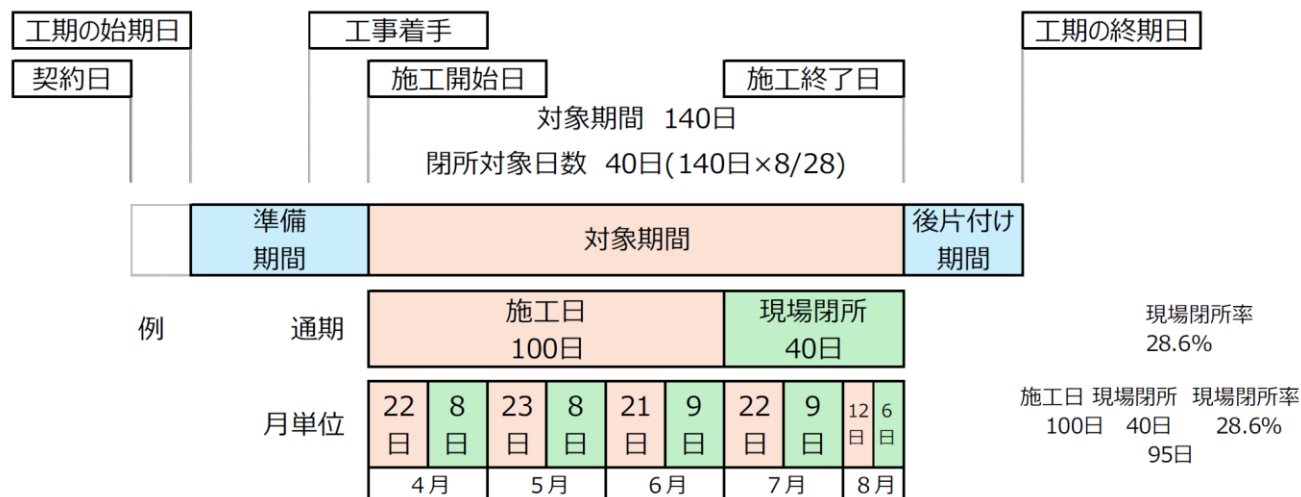 工期の始期日
工事着手
工期の終期日
契約日
施工開始日
施工終了日
対象期間 140日
閉所対象日数 40日(140日×8/28)
準備
期間
対象期間
後片付け
期間
例
通期
施工日
100日
現場閉所
40日
現場閉所率
28.6%
月単位
22
日
8
日
23
日
8
日
21
日
9
日
22
日
9
日
12
日
6
日
施工日 現場閉所 現場閉所率
100日 40日 28.6%
95日
4月
5月
6月
7月
8月